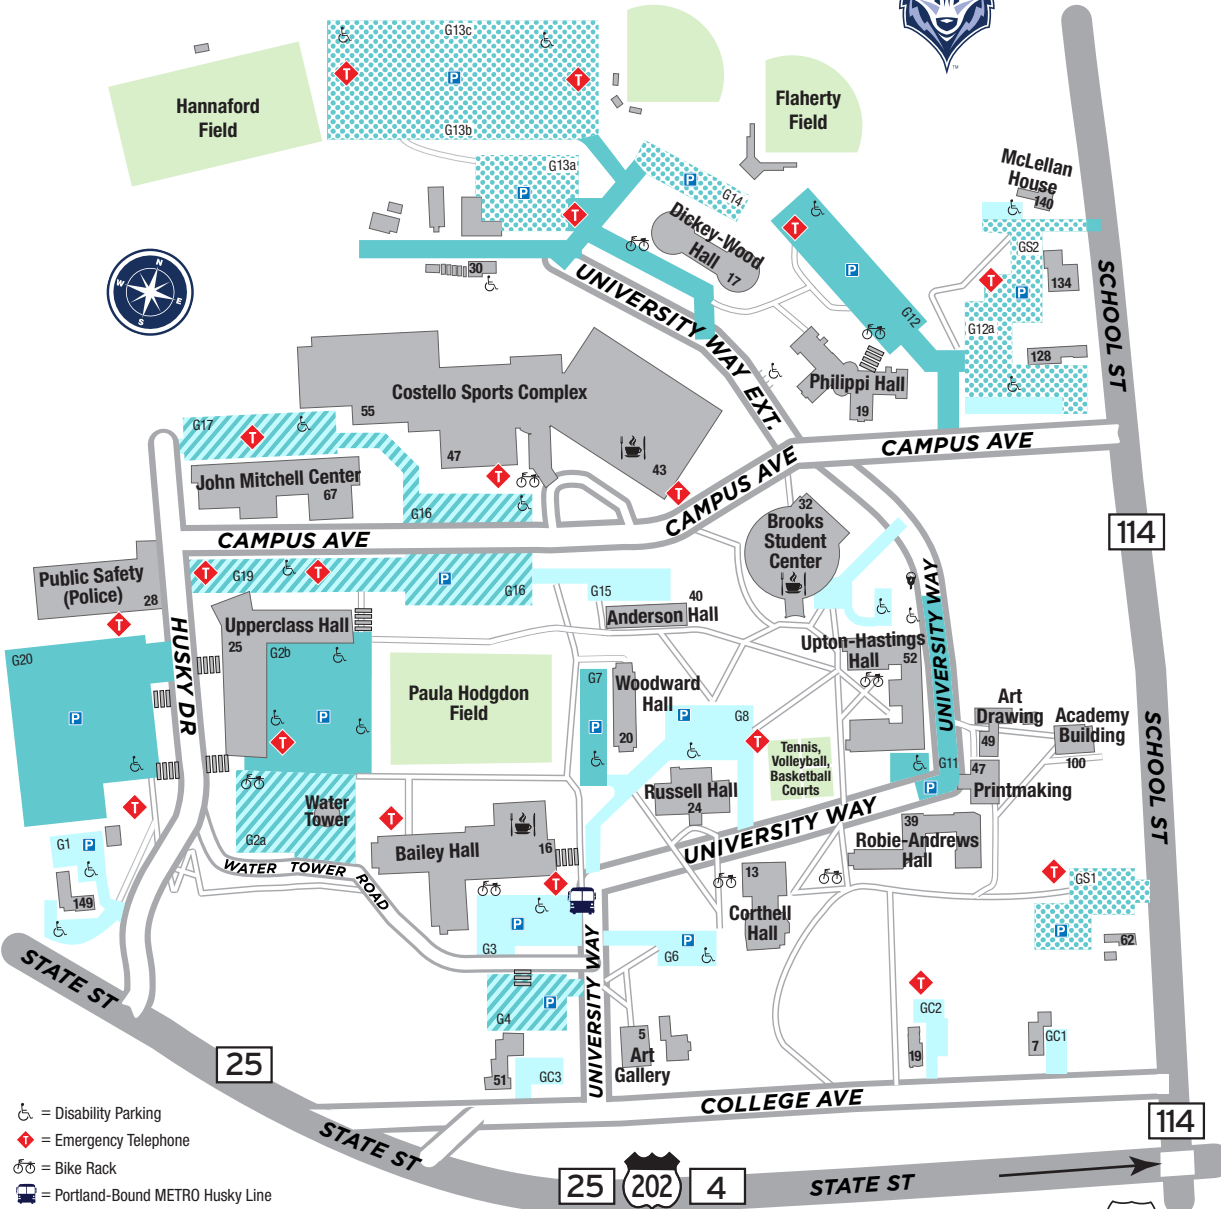 G13c
T
T
P
G13b
Hannaford
Field
Flaherty
Field
TM
G13a
P
T
P
G14
McLellan
House
140
Dickey-Wood
Hall
17
T
P
G12
GS2
T
P
134
G12a
128
N
W
E
S
30
UNIVERSITY WAY EXT.
SCHOOL ST
Philippi Hall
19
Costello Sports Complex
55
47
43
G17
T
T
T
John Mitchell Center
67
G16
CAMPUS AVE
CAMPUS AVE
CAMPUS AVE
32
Brooks
Student
Center
114
Public Safety
(Police)
28
T
T
G19
T
P
G16
G15
40
Anderson Hall
UNIVERSITY WAY
Upperclass Hall
25
G2b
P
T
HUSKY DR
G20
P
T
Paula Hodgdon
Field
G7
P
Woodward
Hall
20
P
G8
T
Upton-Hastings
Hall
52
Art
Drawing
49
Academy
Building
100
SCHOOL ST
Tennis,
Volleyball,
Basketball
Courts
G11
P
47
Printmaking
Russell Hall
24
UNIVERSITY WAY
39
Robie-Andrews
Hall
Water
Tower
G2a
T
Bailey Hall
16
T
WATER TOWER ROAD
G1
P
149
13
Corthell
Hall
T
GS1
P
62
P
G3
P
G6
UNIVERSITY WAY
P
G4
5
Art
Gallery
T
GC2
19
7
GC1
51
GC3
STATE ST
25
COLLEGE AVE
STATE ST
114
25
202
4
STATE ST
= Disability Parking
T = Emergency Telephone
= Bike Rack
= Portland-Bound METRO Husky Line